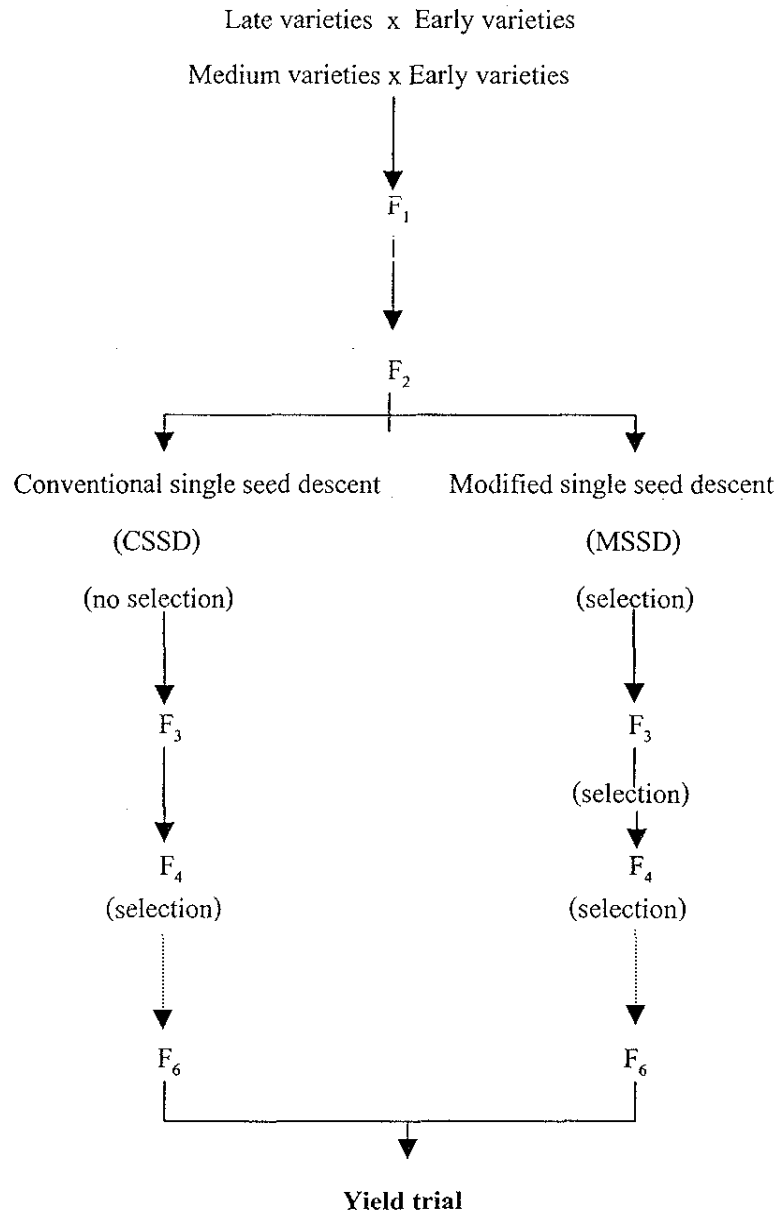 Late varieties x Early varieties
Medium varieties x Early varieties
F₁
F₂
Conventional single seed descent
(CSSD)
(no selection)
F₃
F₄
(selection)
F₆
Modified single seed descent
(MSSD)
(selection)
F₃
(selection)
F₄
(selection)
F₆
Yield trial